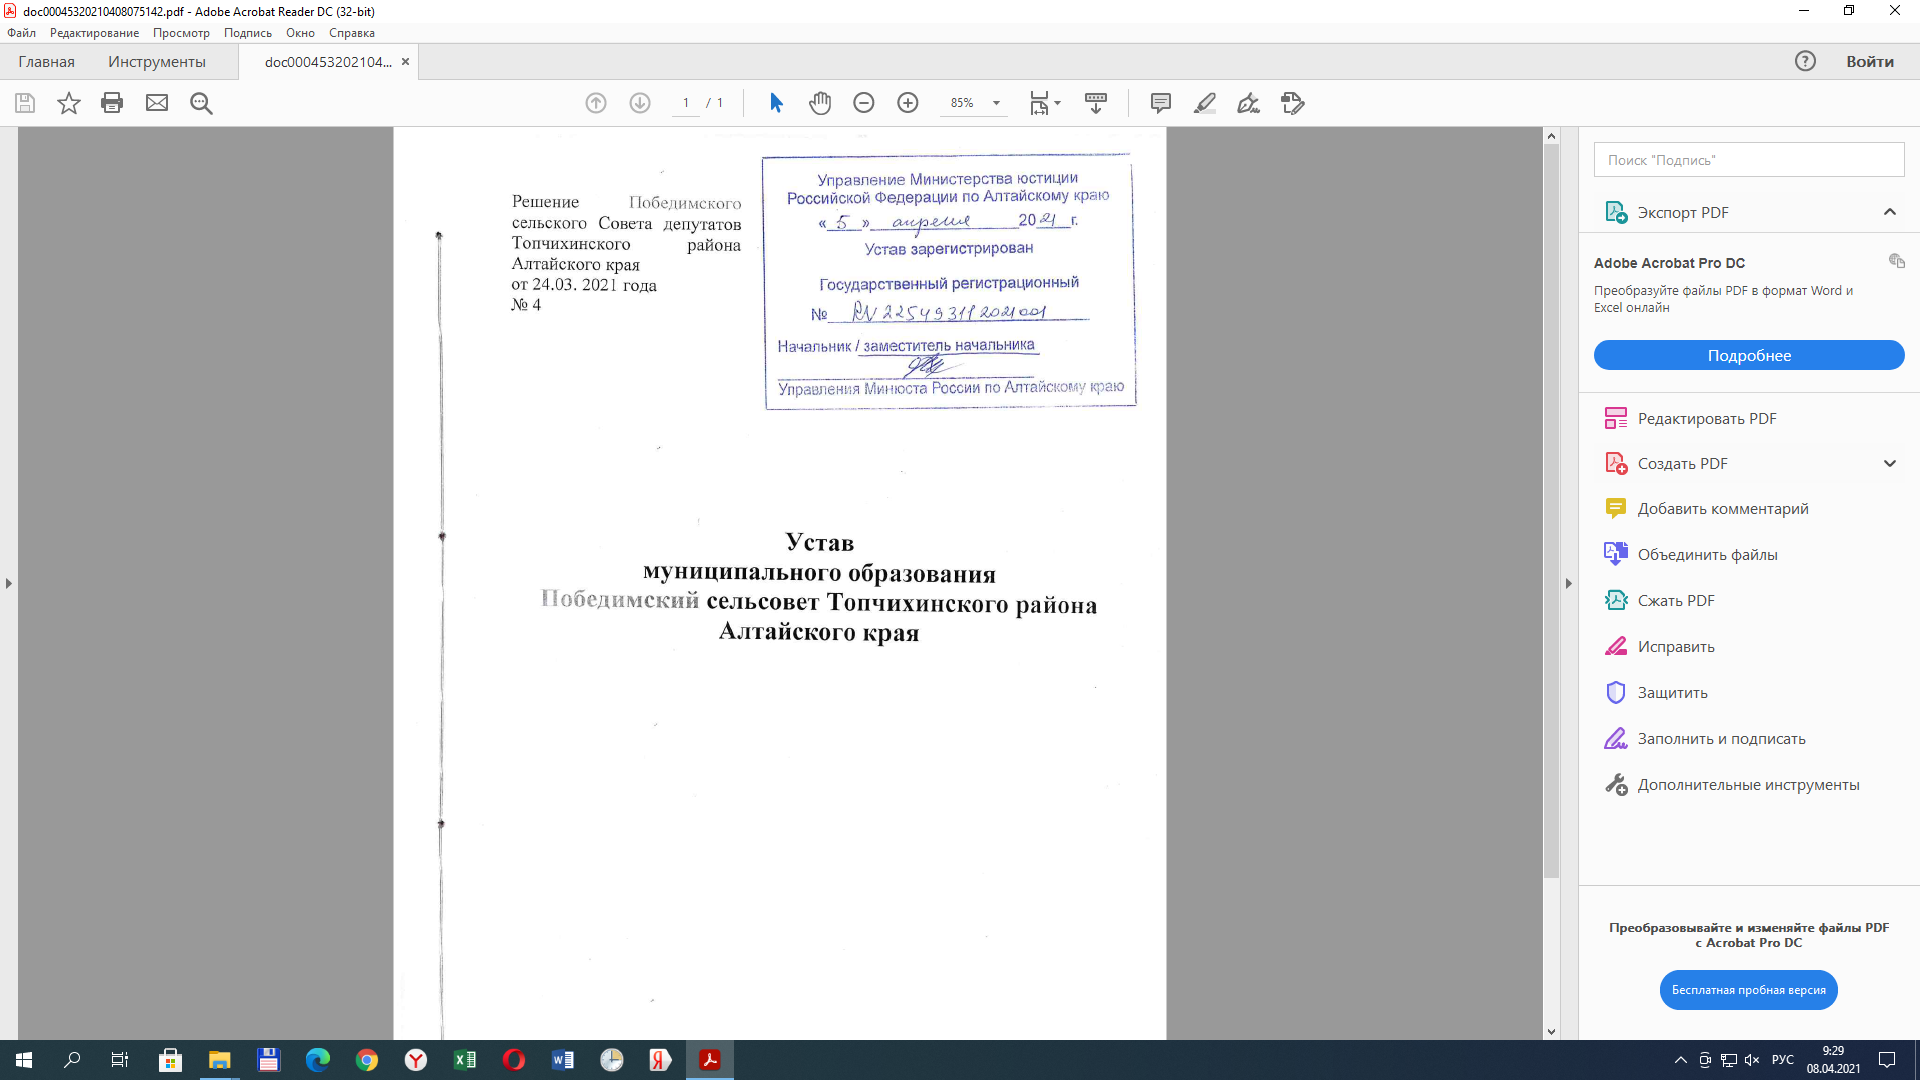 doc00045320210408075142.pdf - Adobe Acrobat Reader DC (32-bit)
Файл Редактирование Просмотр Подпись Окно Справка
Главная Инструменты doc000453202104... × Войти
1 / 1 85%
Решение Победимского
сельского Совета депутатов
Топчихинского района
Алтайского края
от 24.03. 2021 года
№ 4
Управление Министерства юстиции
Российской Федерации по Алтайскому краю
«5» апреля 2021 г.
Устав зарегистрирован
Государственный регистрационный
№ RU225493112021001
Начальник / заместитель начальника
Управления Минюста России по Алтайскому краю
Устав
муниципального образования
Победимский сельсовет Топчихинского района
Алтайского края
Поиск "Подпись"
Экспорт PDF
Adobe Acrobat Pro DC
Преобразуйте файлы PDF в формат Word и
Excel онлайн
Подробнее
Редактировать PDF
Создать PDF
Добавить комментарий
Объединить файлы
Сжать PDF
Исправить
Защитить
Заполнить и подписать
Дополнительные инструменты
Преобразовывайте и изменяйте файлы PDF
с Acrobat Pro DC
Бесплатная пробная версия
РУС
9:29
08.04.2021